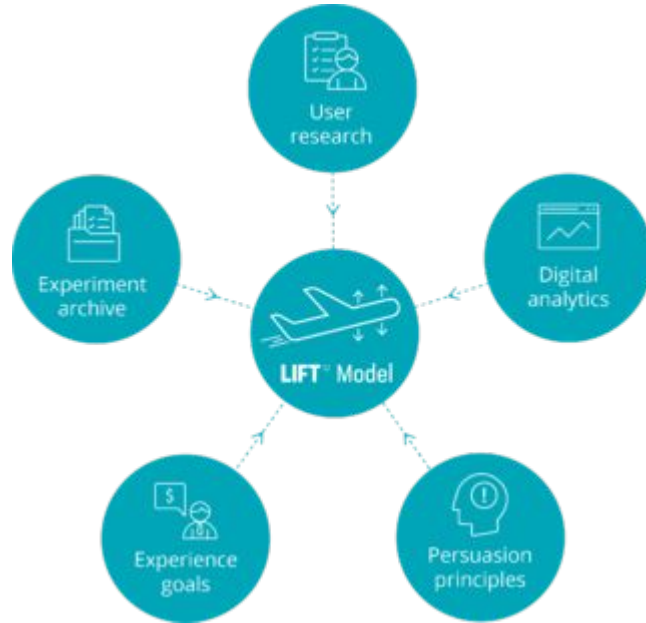 User
research
Experiment
archive
Digital
analytics
LIFT™ Model
$
Experience
goals
!
Persuasion
principles